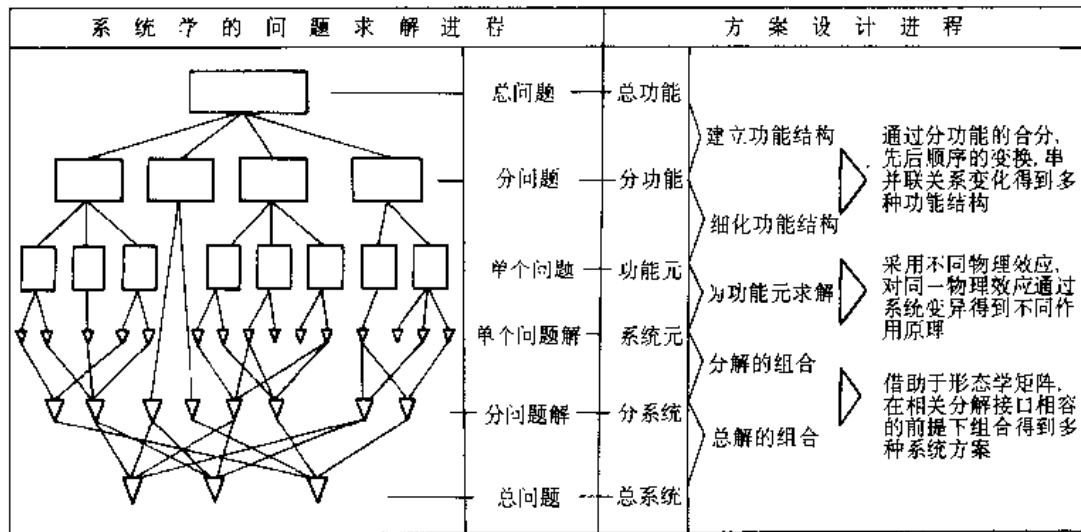 系统学的问题求解进程
方案设计进程
总问题
总功能
建立功能结构
通过分功能的合分,
先后顺序的变换,串
并联关系变化得到多
种功能结构
分问题
分功能
细化功能结构
单个问题
功能元
为功能元求解
采用不同物理效应,
对同一物理效应通过
系统变异得到不同作
用原理
单个问题解
系统元
分解的组合
借助于形态学矩阵,
在相关分解接口相容
的前提下组合得到多
种系统方案
分问题解
分系统
总解的组合
总问题
总系统